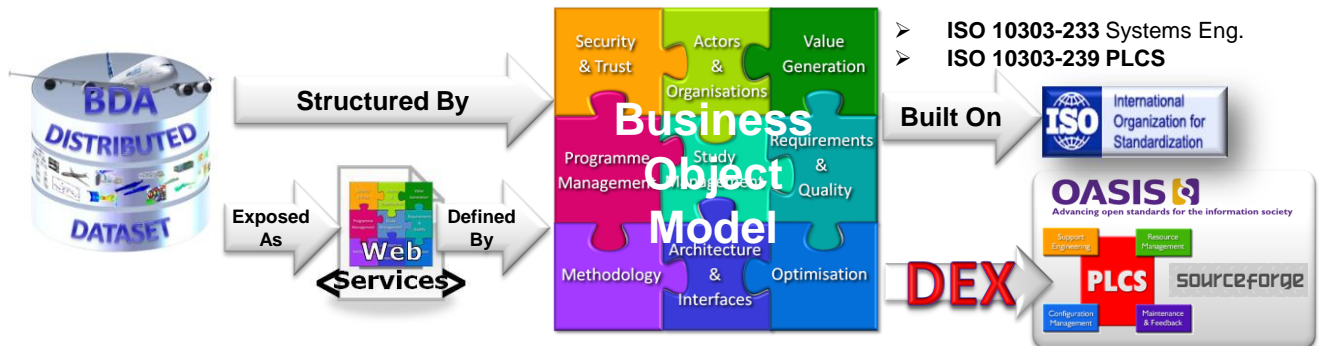 BDA
DISTRIBUTED
DATASET
Structured By
Exposed
As
Web
<Services>
Defined
By
Security
& Trust
Actors
&
Organisations
Value
Generation
Programme
Management
Study
Management
Requirements
&
Quality
Methodology
Architecture
&
Interfaces
Optimisation
Business
Object
Model
Built On
➢ ISO 10303-233 Systems Eng.
➢ ISO 10303-239 PLCS
ISO
International
Organization for
Standardization
DEX
OASIS
Advancing open standards for the information society
Support
Engineering
Resource
Management
PLCS
Configuration
Management
Maintenance
& Feedback
sourceforge